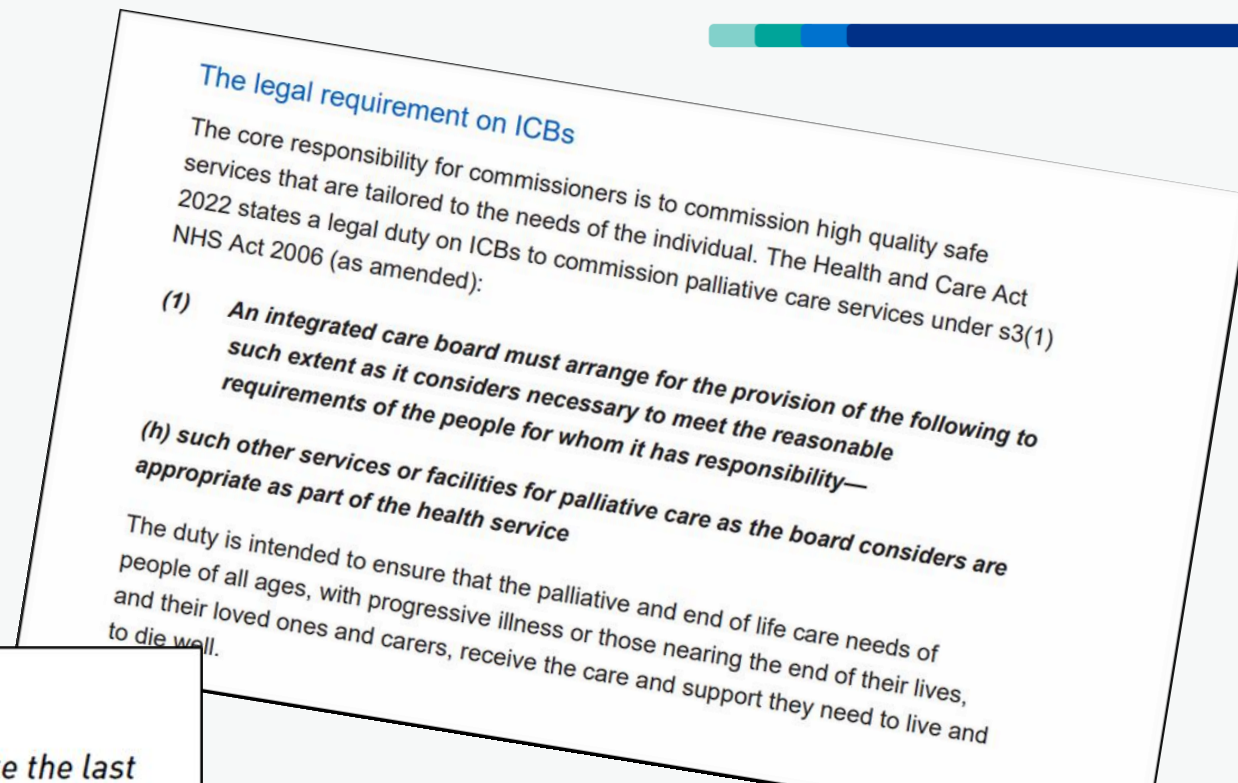 The legal requirement on ICBs
The core responsibility for commissioners is to commission high quality safe
services that are tailored to the needs of the individual. The Health and Care Act
2022 states a legal duty on ICBs to commission palliative care services under s3(1)
NHS Act 2006 (as amended):
(1) An integrated care board must arrange for the provision of the following to
such extent as it considers necessary to meet the reasonable
requirements of the people for whom it has responsibility—
(h) such other services or facilities for palliative care as the board considers are
appropriate as part of the health service
The duty is intended to ensure that the palliative and end of life care needs of
people of all ages, with progressive illness or those nearing the end of their lives,
and their loved ones and carers, receive the care and support they need to live and
to die well.
the last